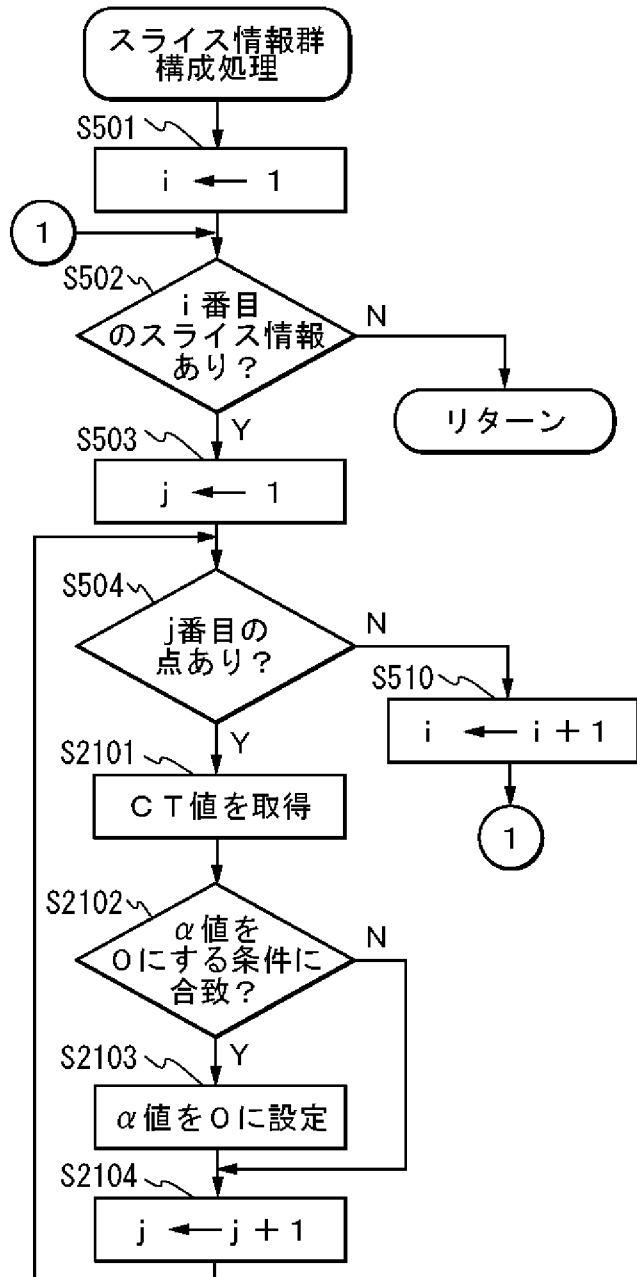 スライス情報群
構成処理
S501
i ← 1
1
S502
i番目
のスライス情報
あり？
N
リターン
Y
S503
j ← 1
S504
j番目の
点あり？
N
S510
i ← i＋1
1
Y
S2101
ＣＴ値を取得
S2102
α値を
０にする条件に
合致？
N
Y
S2103
α値を０に設定
S2104
j ← j＋1